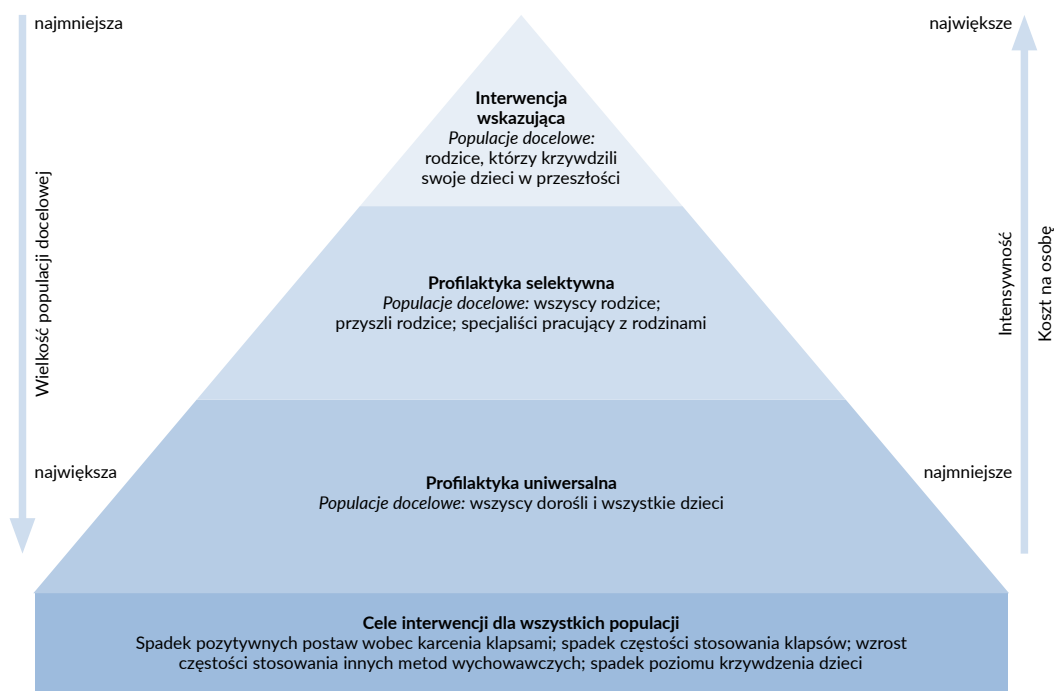 najmniejsza
największe
Interwencja
wskazująca
Populacje docelowe:
rodzice, którzy krzywdzili
swoje dzieci w przeszłości
Wielkość populacji docelowej
Intensywność
Koszt na osobę
Profilaktyka selektywna
Populacje docelowe: wszyscy rodzice;
przyszli rodzice; specjaliści pracujący z rodzinami
największa
najmniejsze
Profilaktyka uniwersalna
Populacje docelowe: wszyscy dorośli i wszystkie dzieci
Cele interwencji dla wszystkich populacji
Spadek pozytywnych postaw wobec karcenia klapsami; spadek częstości stosowania klapsów; wzrost
częstości stosowania innych metod wychowawczych; spadek poziomu krzywdzenia dzieci